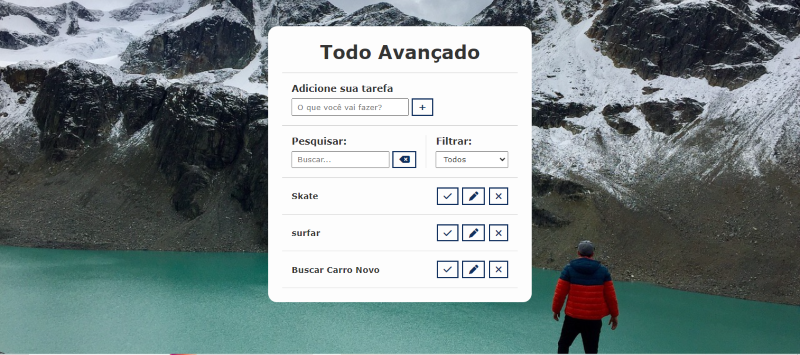 Todo Avançado
Adicione sua tarefa
O que você vai fazer?
Pesquisar: Filtrar:
Buscar... Todos
Skate
surfar
Buscar Carro Novo